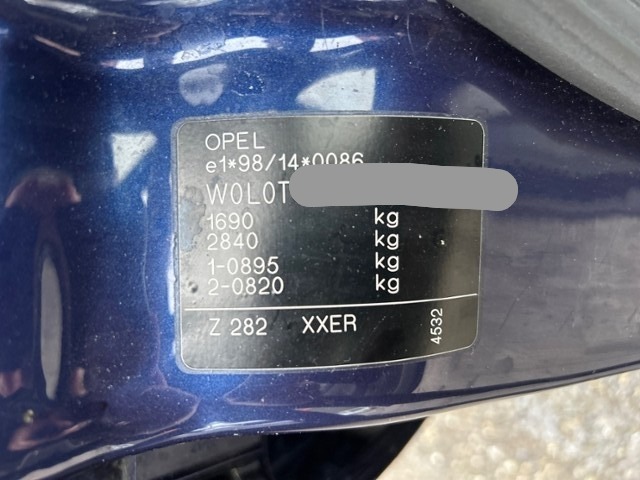 OPEL
e1*98/14*0086
W0L0T
1690 kg
2840 kg
1-0895 kg
2-0820 kg
Z 282 XXER
4532